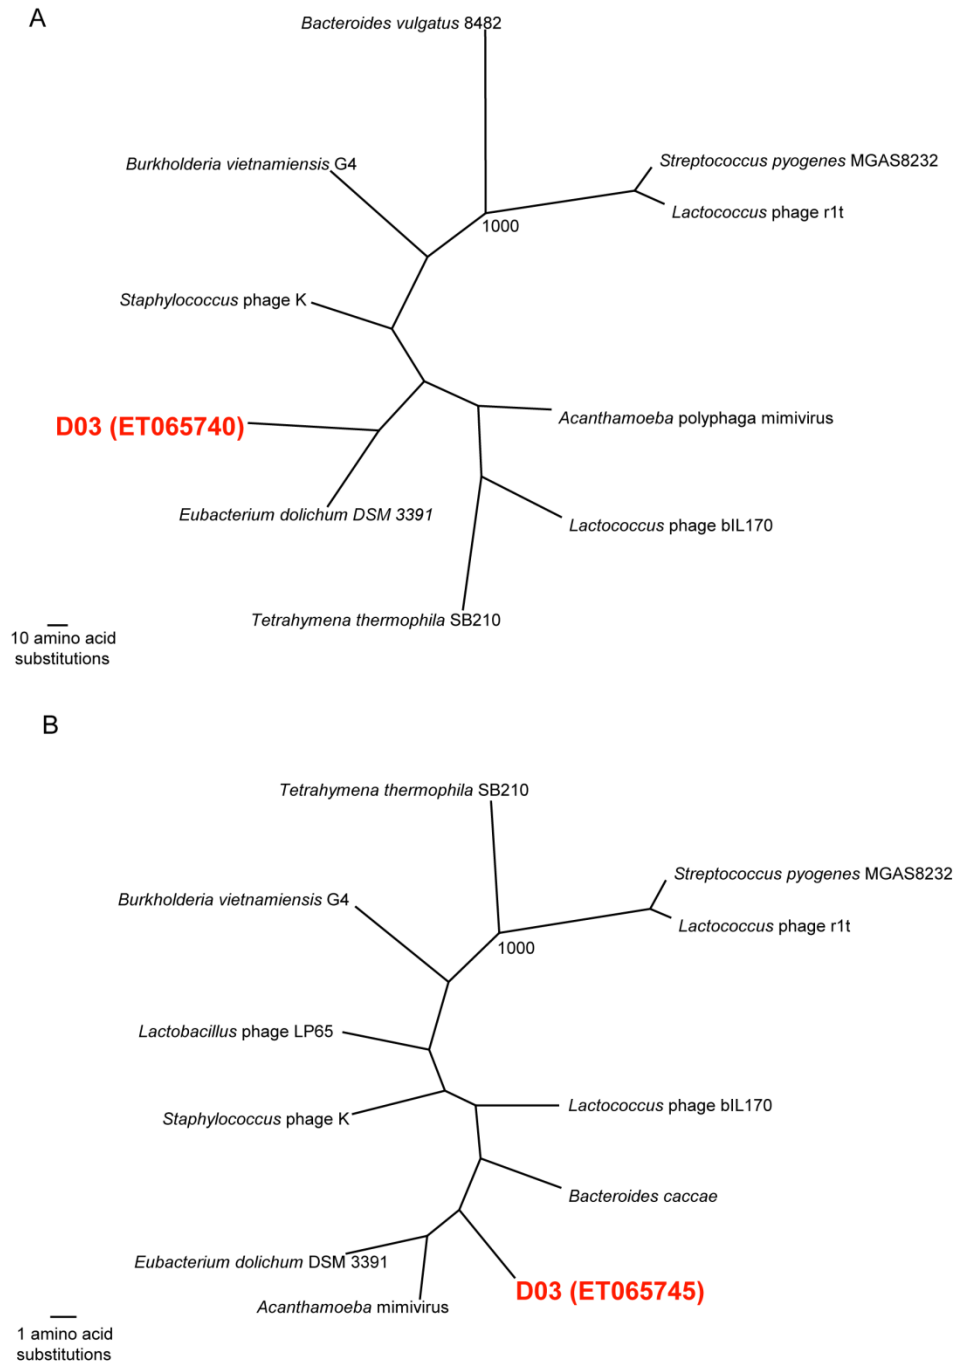 A
Bacteroides vulgatus 8482
Burkholderia vietnamiensis G4
Streptococcus pyogenes MGAS8232
Lactococcus phage r1t
1000
Staphylococcus phage K
D03 (ET065740)
Acanthamoeba polyphaga mimivirus
Eubacterium dolichum DSM 3391
Lactococcus phage bIL170
Tetrahymena thermophila SB210
10 amino acid
substitutions
B
Tetrahymena thermophila SB210
Streptococcus pyogenes MGAS8232
Burkholderia vietnamiensis G4
Lactococcus phage r1t
1000
Lactobacillus phage LP65
Lactococcus phage bIL170
Staphylococcus phage K
Bacteroides caccae
Eubacterium dolichum DSM 3391
D03 (ET065745)
Acanthamoeba mimivirus
1 amino acid
substitutions